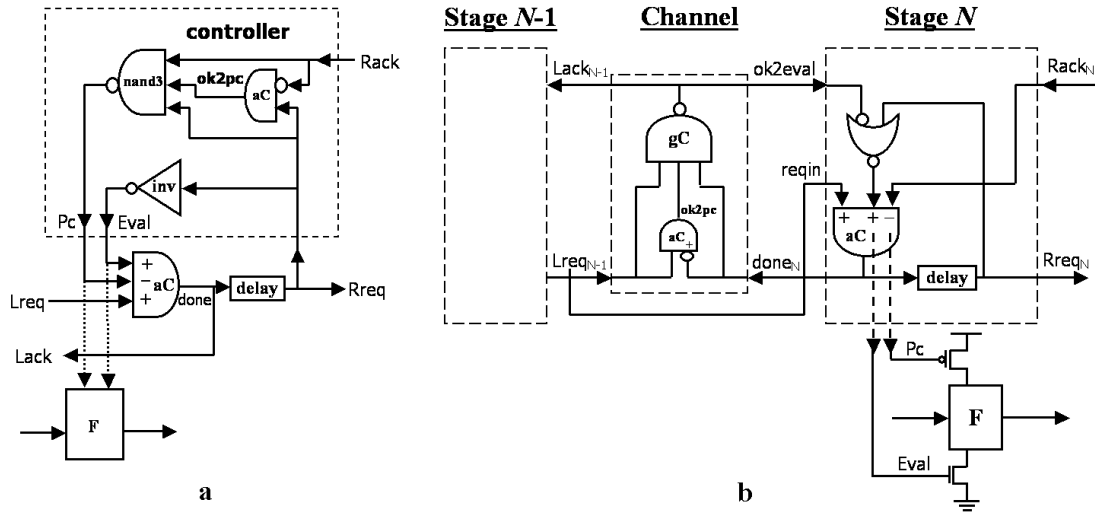 controller
Rack
ok2pc
nand3
aC
inv
Pc
Eval
+
−
+
aC
done
delay
Rreq
Lreq
Lack
F
a
Stage N-1
Channel
Stage N
LackN-1
ok2eval
RackN
gC
reqin
ok2pc
aC
+
+
+
−
aC
LreqN-1
doneN
delay
RreqN
Pc
F
Eval
b